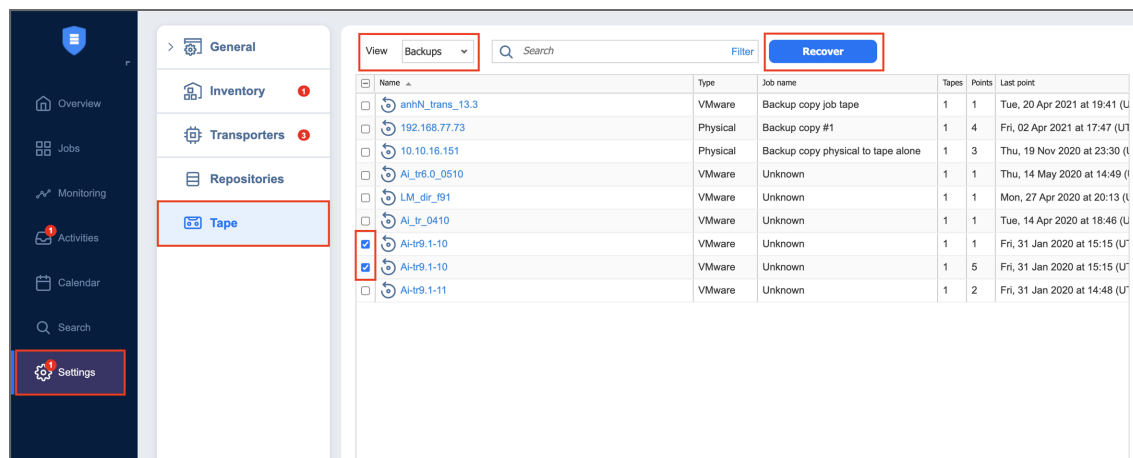 Overview
Jobs
Monitoring
1
Activities
Calendar
Search
1
Settings
General
Inventory 1
Transporters 3
Repositories
Tape
View Backups Search Filter Recover
Name Type Job name Tapes Points Last point
anhN_trans_13.3 VMware Backup copy job tape 1 1 Tue, 20 Apr 2021 at 19:41 (U
192.168.77.73 Physical Backup copy #1 1 4 Fri, 02 Apr 2021 at 17:47 (UT
10.10.16.151 Physical Backup copy physical to tape alone 1 3 Thu, 19 Nov 2020 at 23:30 (
Ai_tr6.0_0510 VMware Unknown 1 1 Thu, 14 May 2020 at 14:49 (
LM_dir_f91 VMware Unknown 1 1 Mon, 27 Apr 2020 at 20:13 (
Ai_tr_0410 VMware Unknown 1 1 Tue, 14 Apr 2020 at 18:46 (U
Ai-tr9.1-10 VMware Unknown 1 1 Fri, 31 Jan 2020 at 15:15 (U
Ai-tr9.1-10 VMware Unknown 1 5 Fri, 31 Jan 2020 at 15:15 (U
Ai-tr9.1-11 VMware Unknown 1 2 Fri, 31 Jan 2020 at 14:48 (U